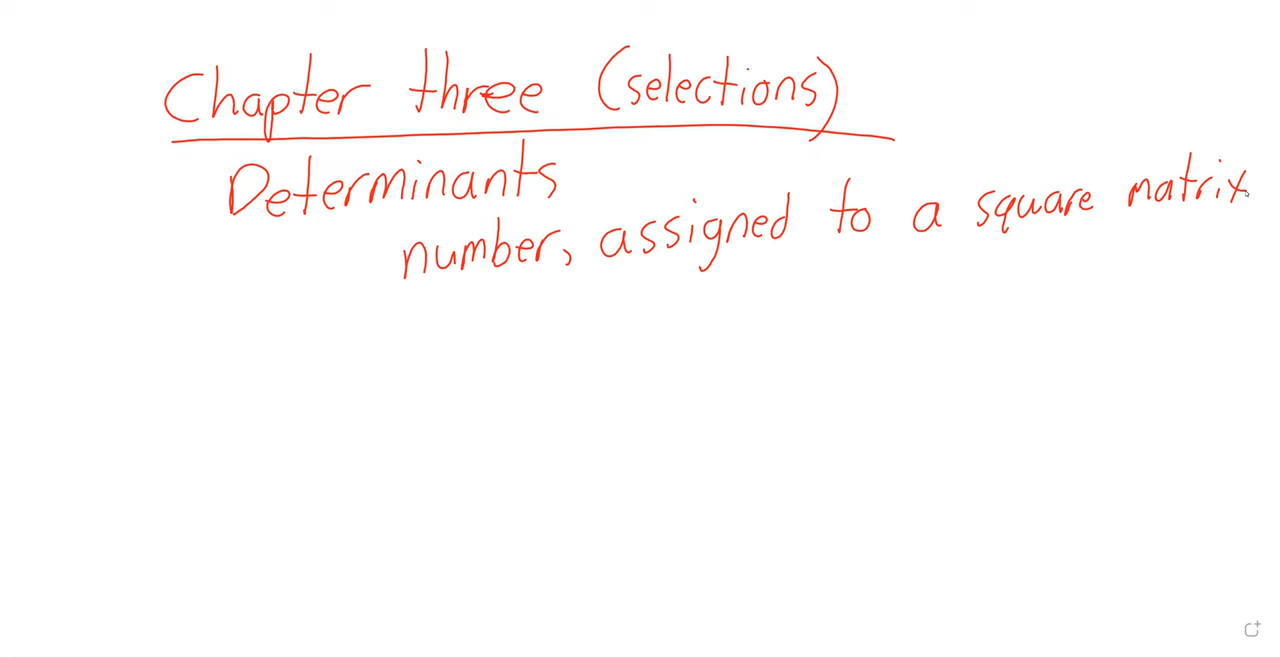 Chapter three (selections)
Determinants
number, assigned to a square matrix